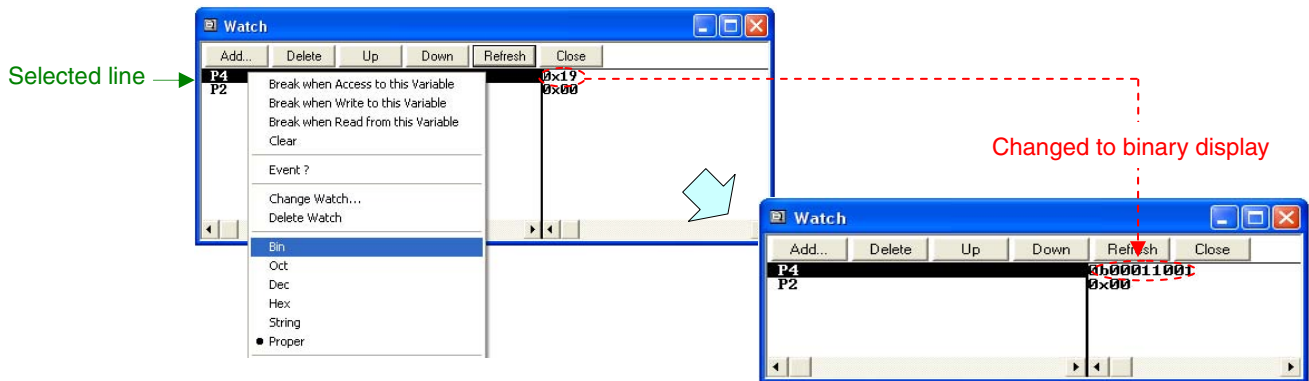 Watch
Add... Delete Up Down Refresh Close
Selected line
P4 0x19
P2 0x00
Break when Access to this Variable
Break when Write to this Variable
Break when Read from this Variable
Clear
Event ?
Change Watch...
Delete Watch
Bin
Oct
Dec
Hex
String
Proper
Changed to binary display
Watch
Add... Delete Up Down Refresh Close
P4 0b00011001
P2 0x00